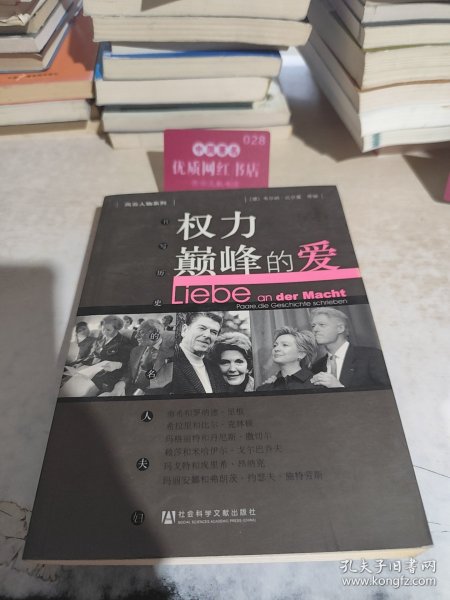 028
中国著名
优质网红书店
政治人物系列
权力
巅峰的爱
Liebe an der Macht
Paare, die Geschichte schrieben
书写历史的名人夫妇
南希和罗纳德·里根
希拉里和比尔·克林顿
玛格丽特和丹尼斯·撒切尔
赖莎和米哈伊尔·戈尔巴乔夫
玛戈特和埃里希·昂纳克
玛丽安娜和弗朗茨·约瑟夫·施特劳斯
社会科学文献出版社
SOCIAL SCIENCES ACADEMIC PRESS (CHINA)
孔夫子旧书网
www.kongfz.com